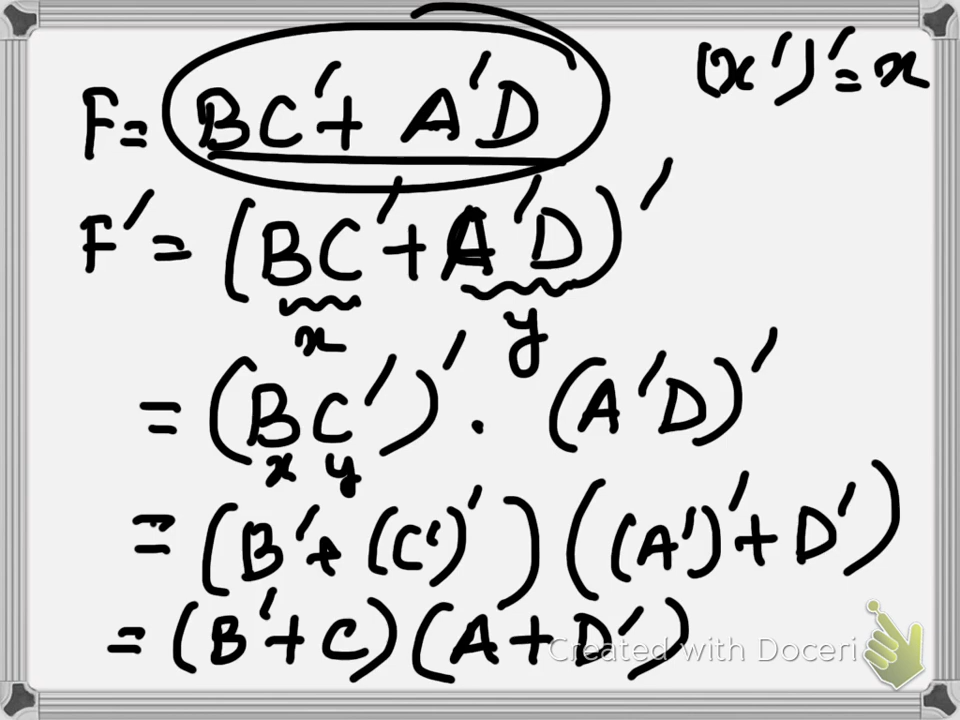 (x')' = x
F = BC' + A'D
F' = (BC' + A'D)'
x y
= (BC')' . (A'D)'
x y
= (B' + (C')') ((A')' + D')
= (B' + C) (A + D')
Created with Doceri